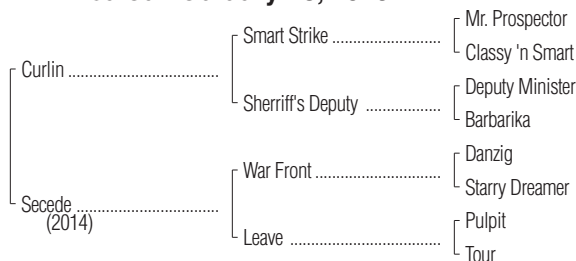 Smart Strike
Mr. Prospector
Classy 'n Smart
Curlin
Sherriff's Deputy
Deputy Minister
Barbarika
Secede
(2014)
War Front
Danzig
Starry Dreamer
Leave
Pulpit
Tour